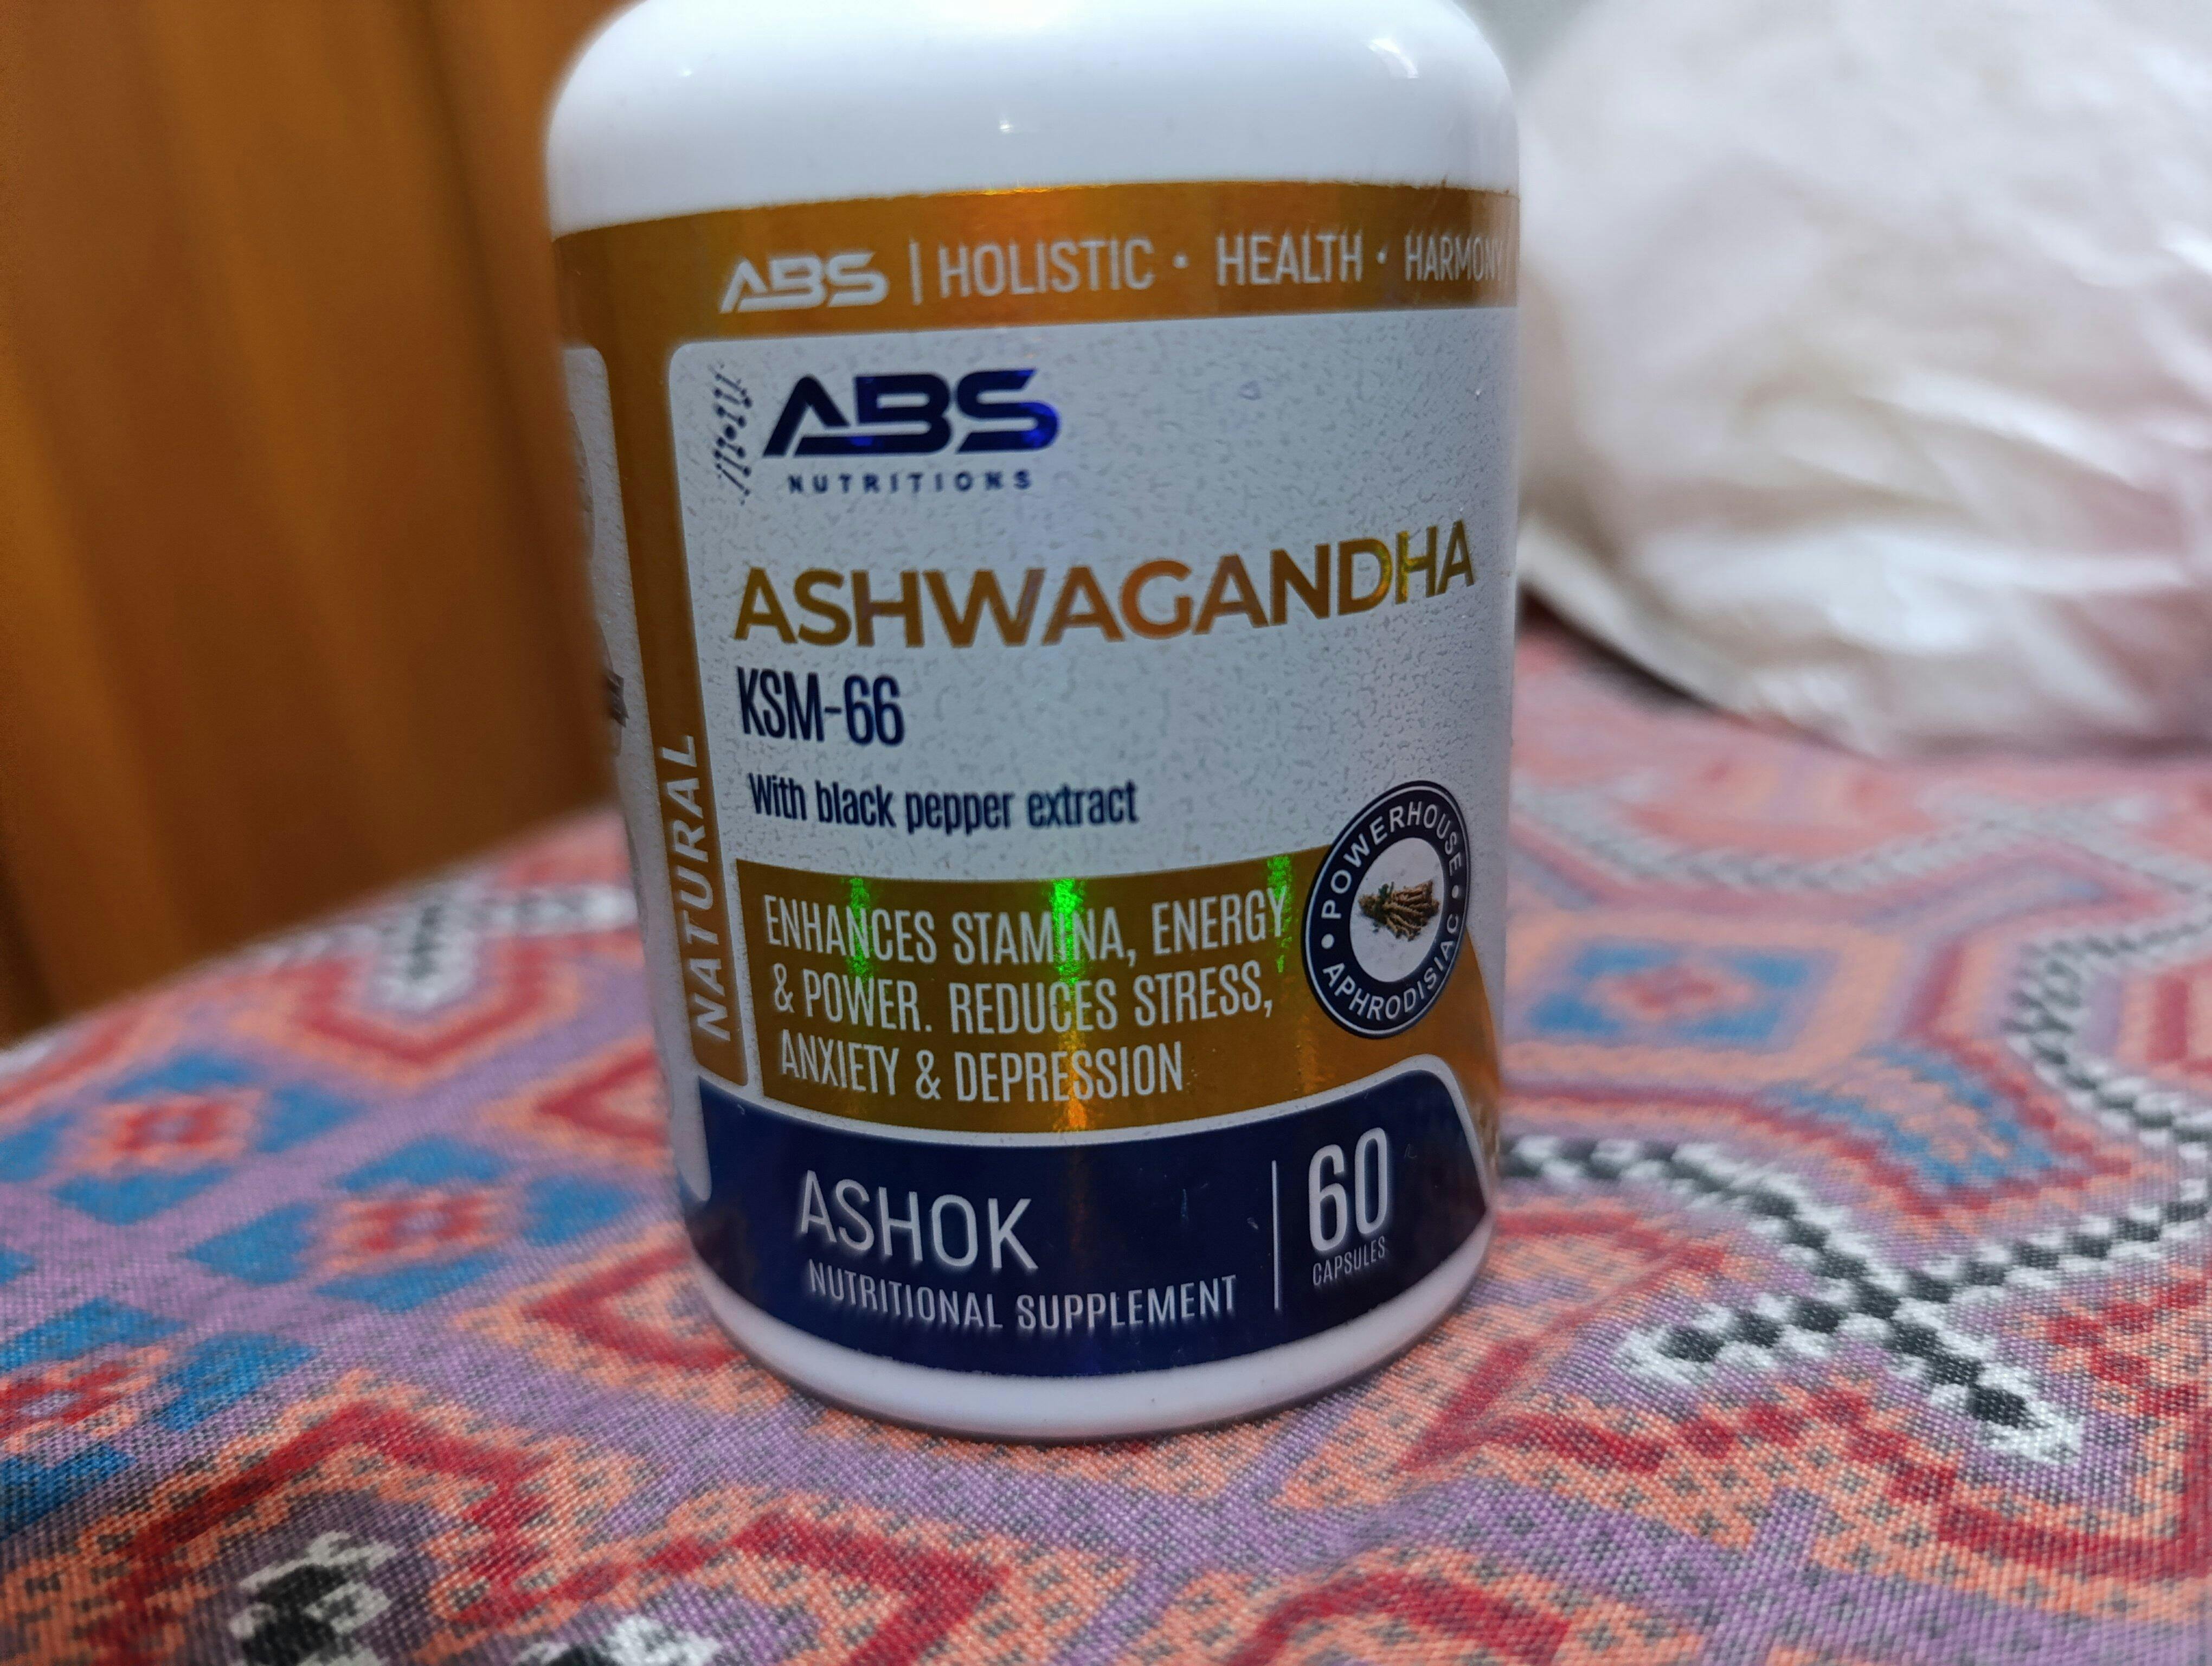 ABS | HOLISTIC · HEALTH · HARMONY
ABS
NUTRITIONS
ASHWAGANDHA
KSM-66
With black pepper extract
NATURAL
ENHANCES STAMINA, ENERGY
& POWER. REDUCES STRESS,
ANXIETY & DEPRESSION
• POWERHOUSE •
APHRODISIAC
ASHOK
NUTRITIONAL SUPPLEMENT
60
CAPSULES